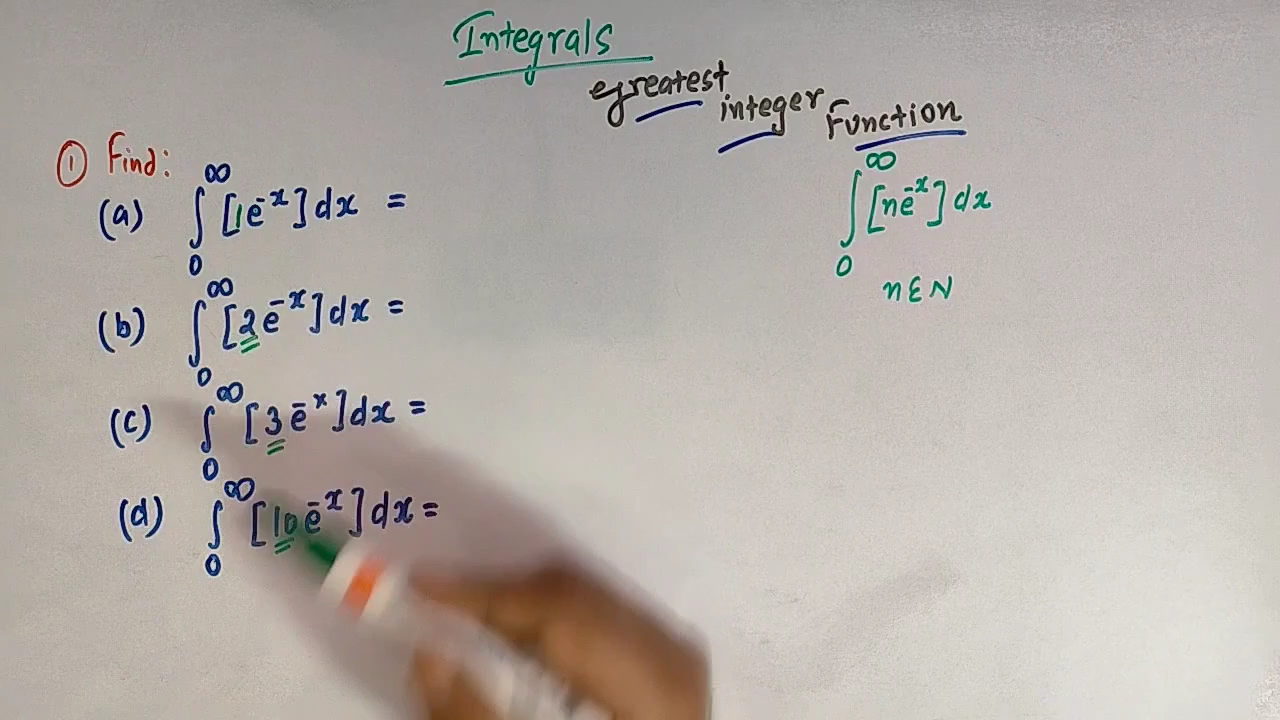 Integrals
greatest integer Function
① Find:
(a) ∫₀^∞ [1e⁻ˣ] dx =
(b) ∫₀^∞ [2e⁻ˣ] dx =
(c) ∫₀^∞ [3e⁻ˣ] dx =
(d) ∫₀^∞ [10e⁻ˣ] dx =
∫₀^∞ [ne⁻ˣ] dx
n∈N